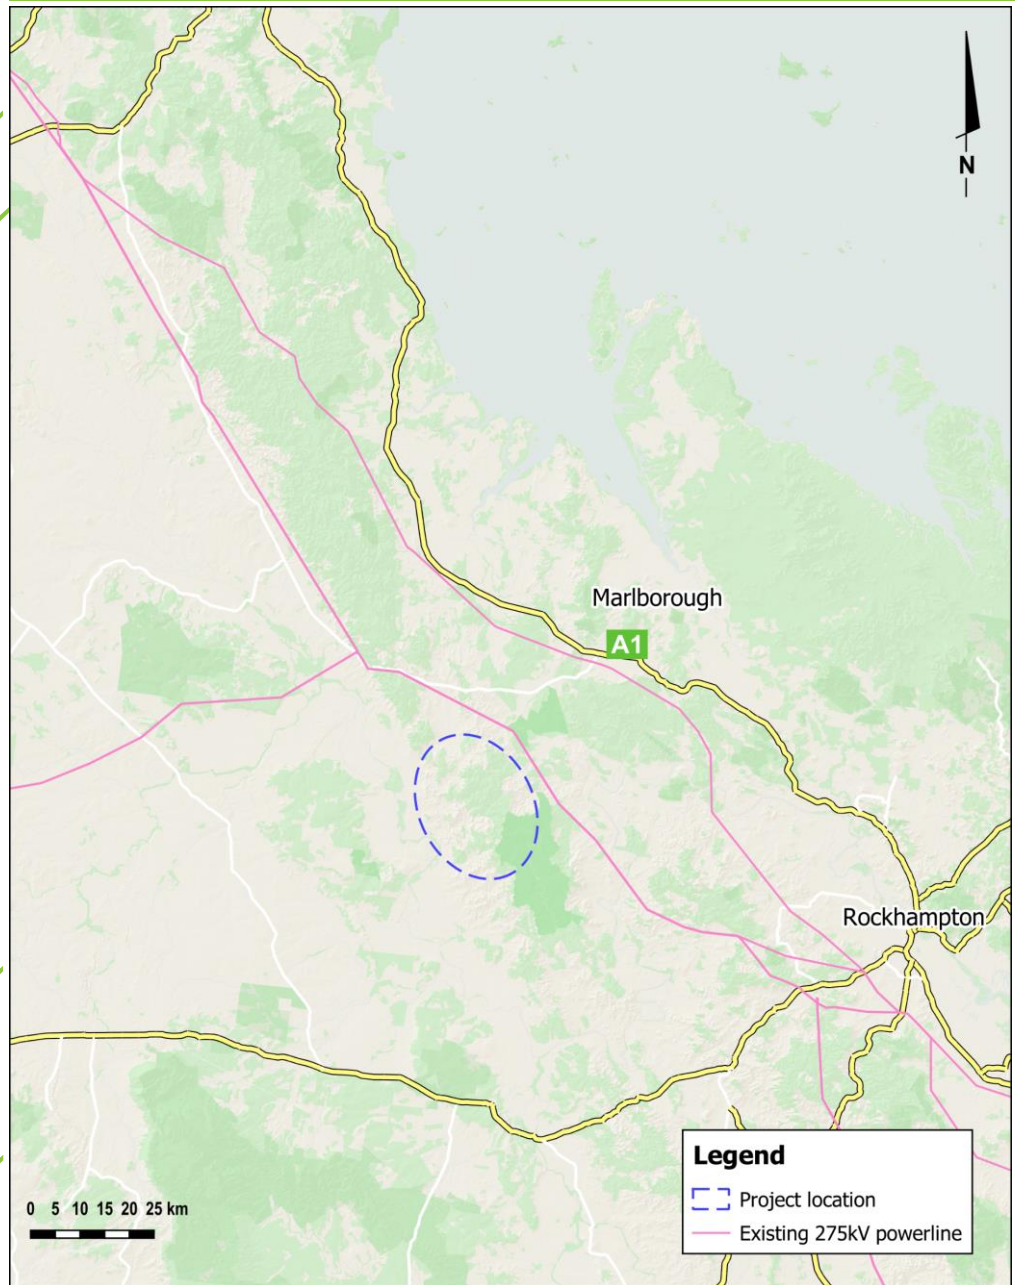 N
Marlborough
A1
Rockhampton
Legend
Project location
Existing 275kV powerline
0 5 10 15 20 25 km